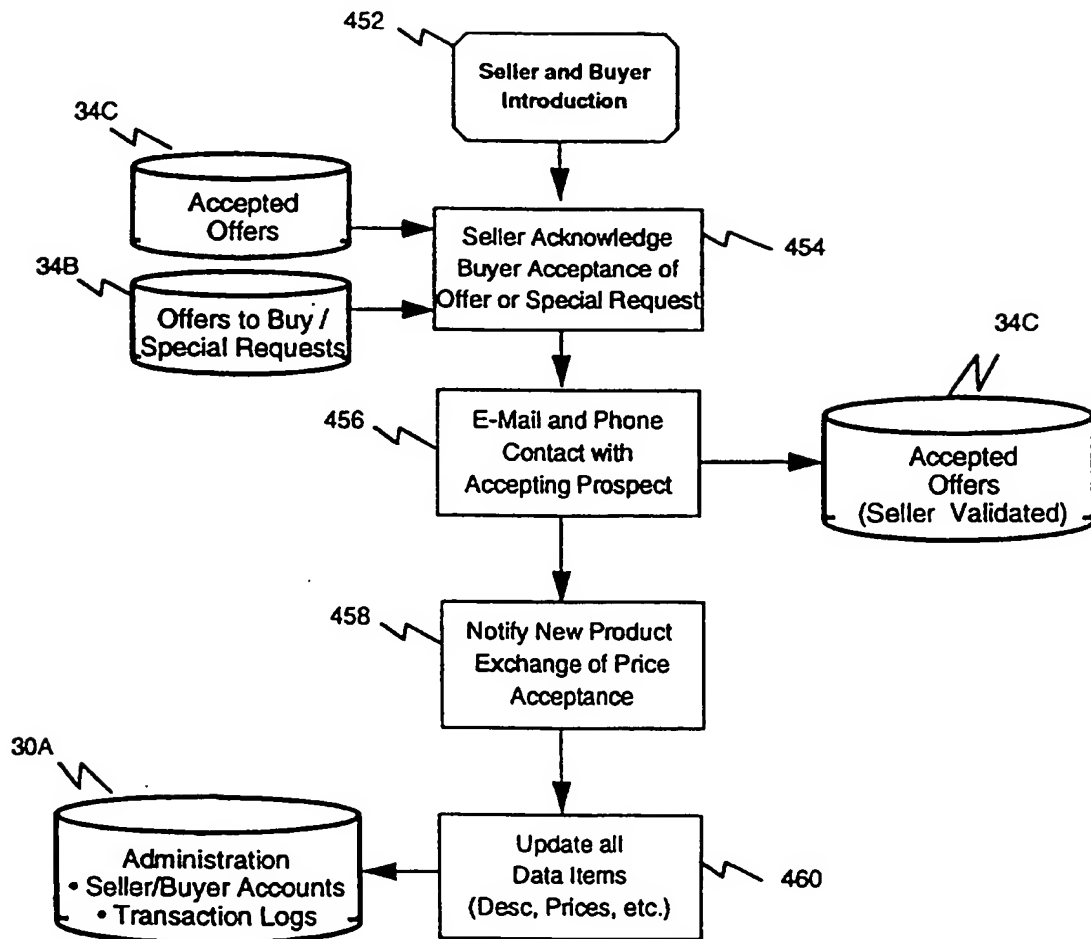 452
Seller and Buyer
Introduction
34C
Accepted
Offers
Seller Acknowledge
Buyer Acceptance of
Offer or Special Request
454
34B
Offers to Buy /
Special Requests
34C
456
E-Mail and Phone
Contact with
Accepting Prospect
Accepted
Offers
(Seller Validated)
458
Notify New Product
Exchange of Price
Acceptance
30A
Administration
• Seller/Buyer Accounts
• Transaction Logs
Update all
Data Items
(Desc, Prices, etc.)
460